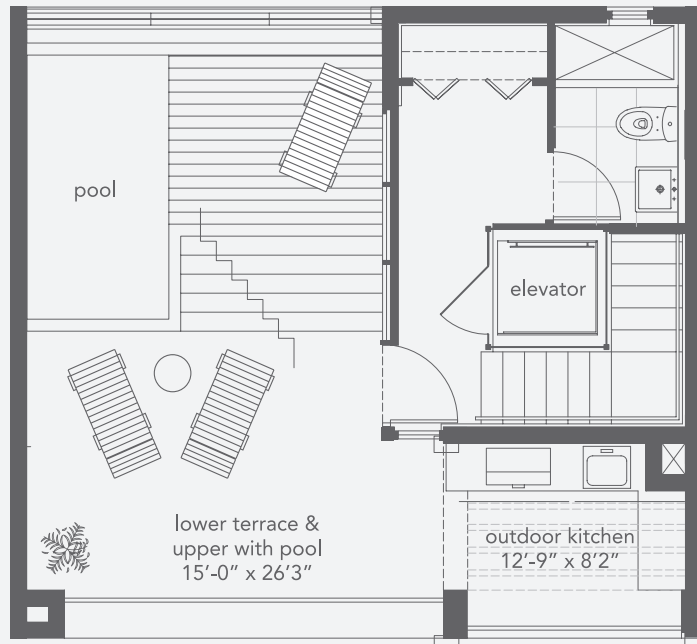 pool
elevator
lower terrace &
upper with pool
15'-0" x 26'3"
outdoor kitchen
12'-9" x 8'2"